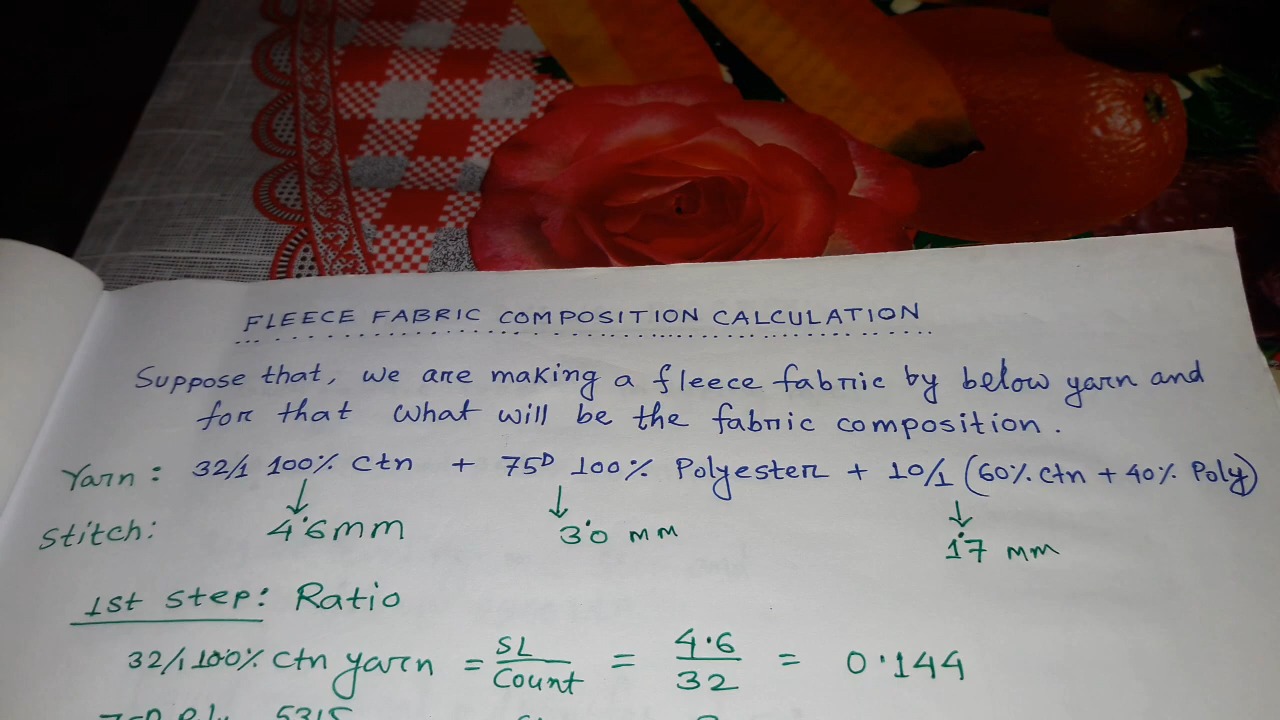 FLEECE FABRIC COMPOSITION CALCULATION
Suppose that, we are making a fleece fabric by below yarn and
for that what will be the fabric composition.
Yarn: 32/1 100% Ctn + 75D 100% Polyester + 10/1 (60% Ctn + 40% Poly)
Stitch: 4.6 mm 3.0 mm 1.7 mm
1st step: Ratio
32/1 100% Ctn yarn = SL/Count = 4.6/32 = 0.144
5315